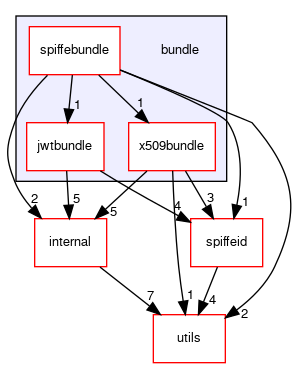 spiffebundle bundle
1 1
jwtbundle x509bundle
2 5 5 4 3 1
internal spiffeid
7 1 4 2
utils